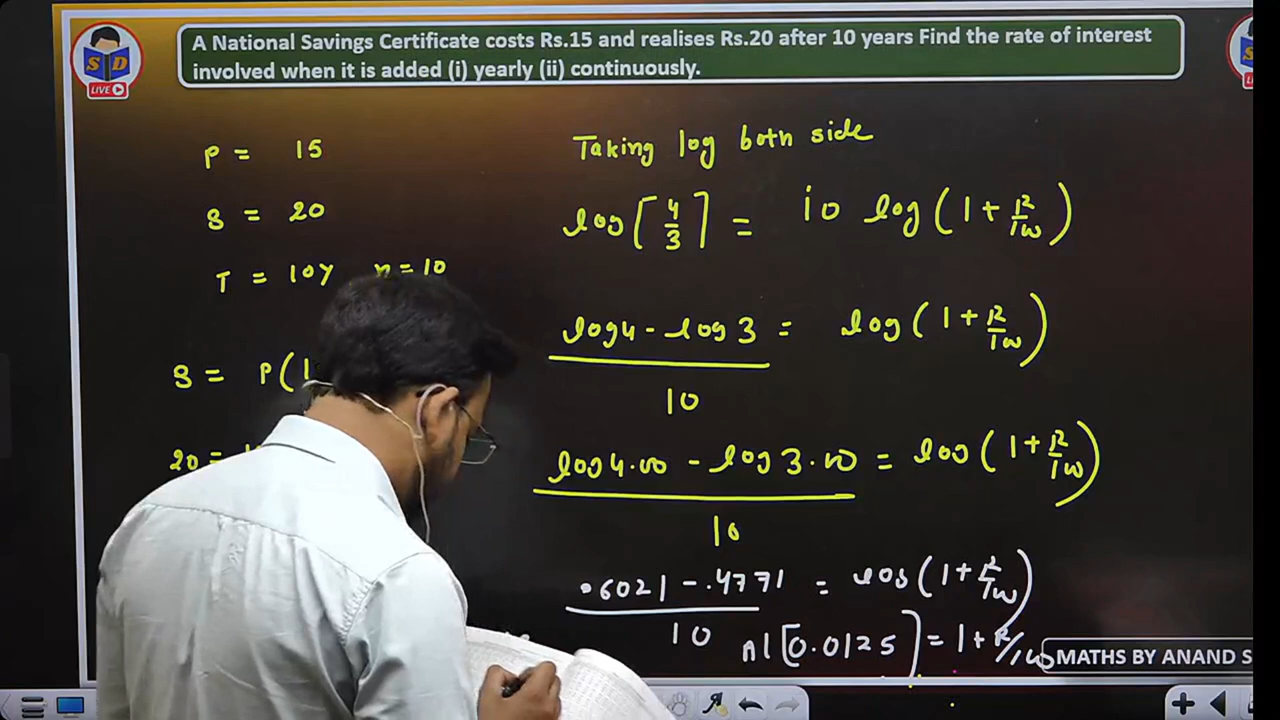 A National Savings Certificate costs Rs.15 and realises Rs.20 after 10 years Find the rate of interest
involved when it is added (i) yearly (ii) continuously.
S D
LIVE
P = 15
S = 20
T = 10y n = 10
S = P(1
20 =
Taking log both side
log[4/3] = 10 log(1+r/100)
log4 - log3 / 10 = log(1+r/100)
log4.00 - log3.00 / 10 = log(1+r/100)
.6021 - .4771 / 10 = log(1+r/100)
Al[0.0125] = 1+r/100
MATHS BY ANAND S